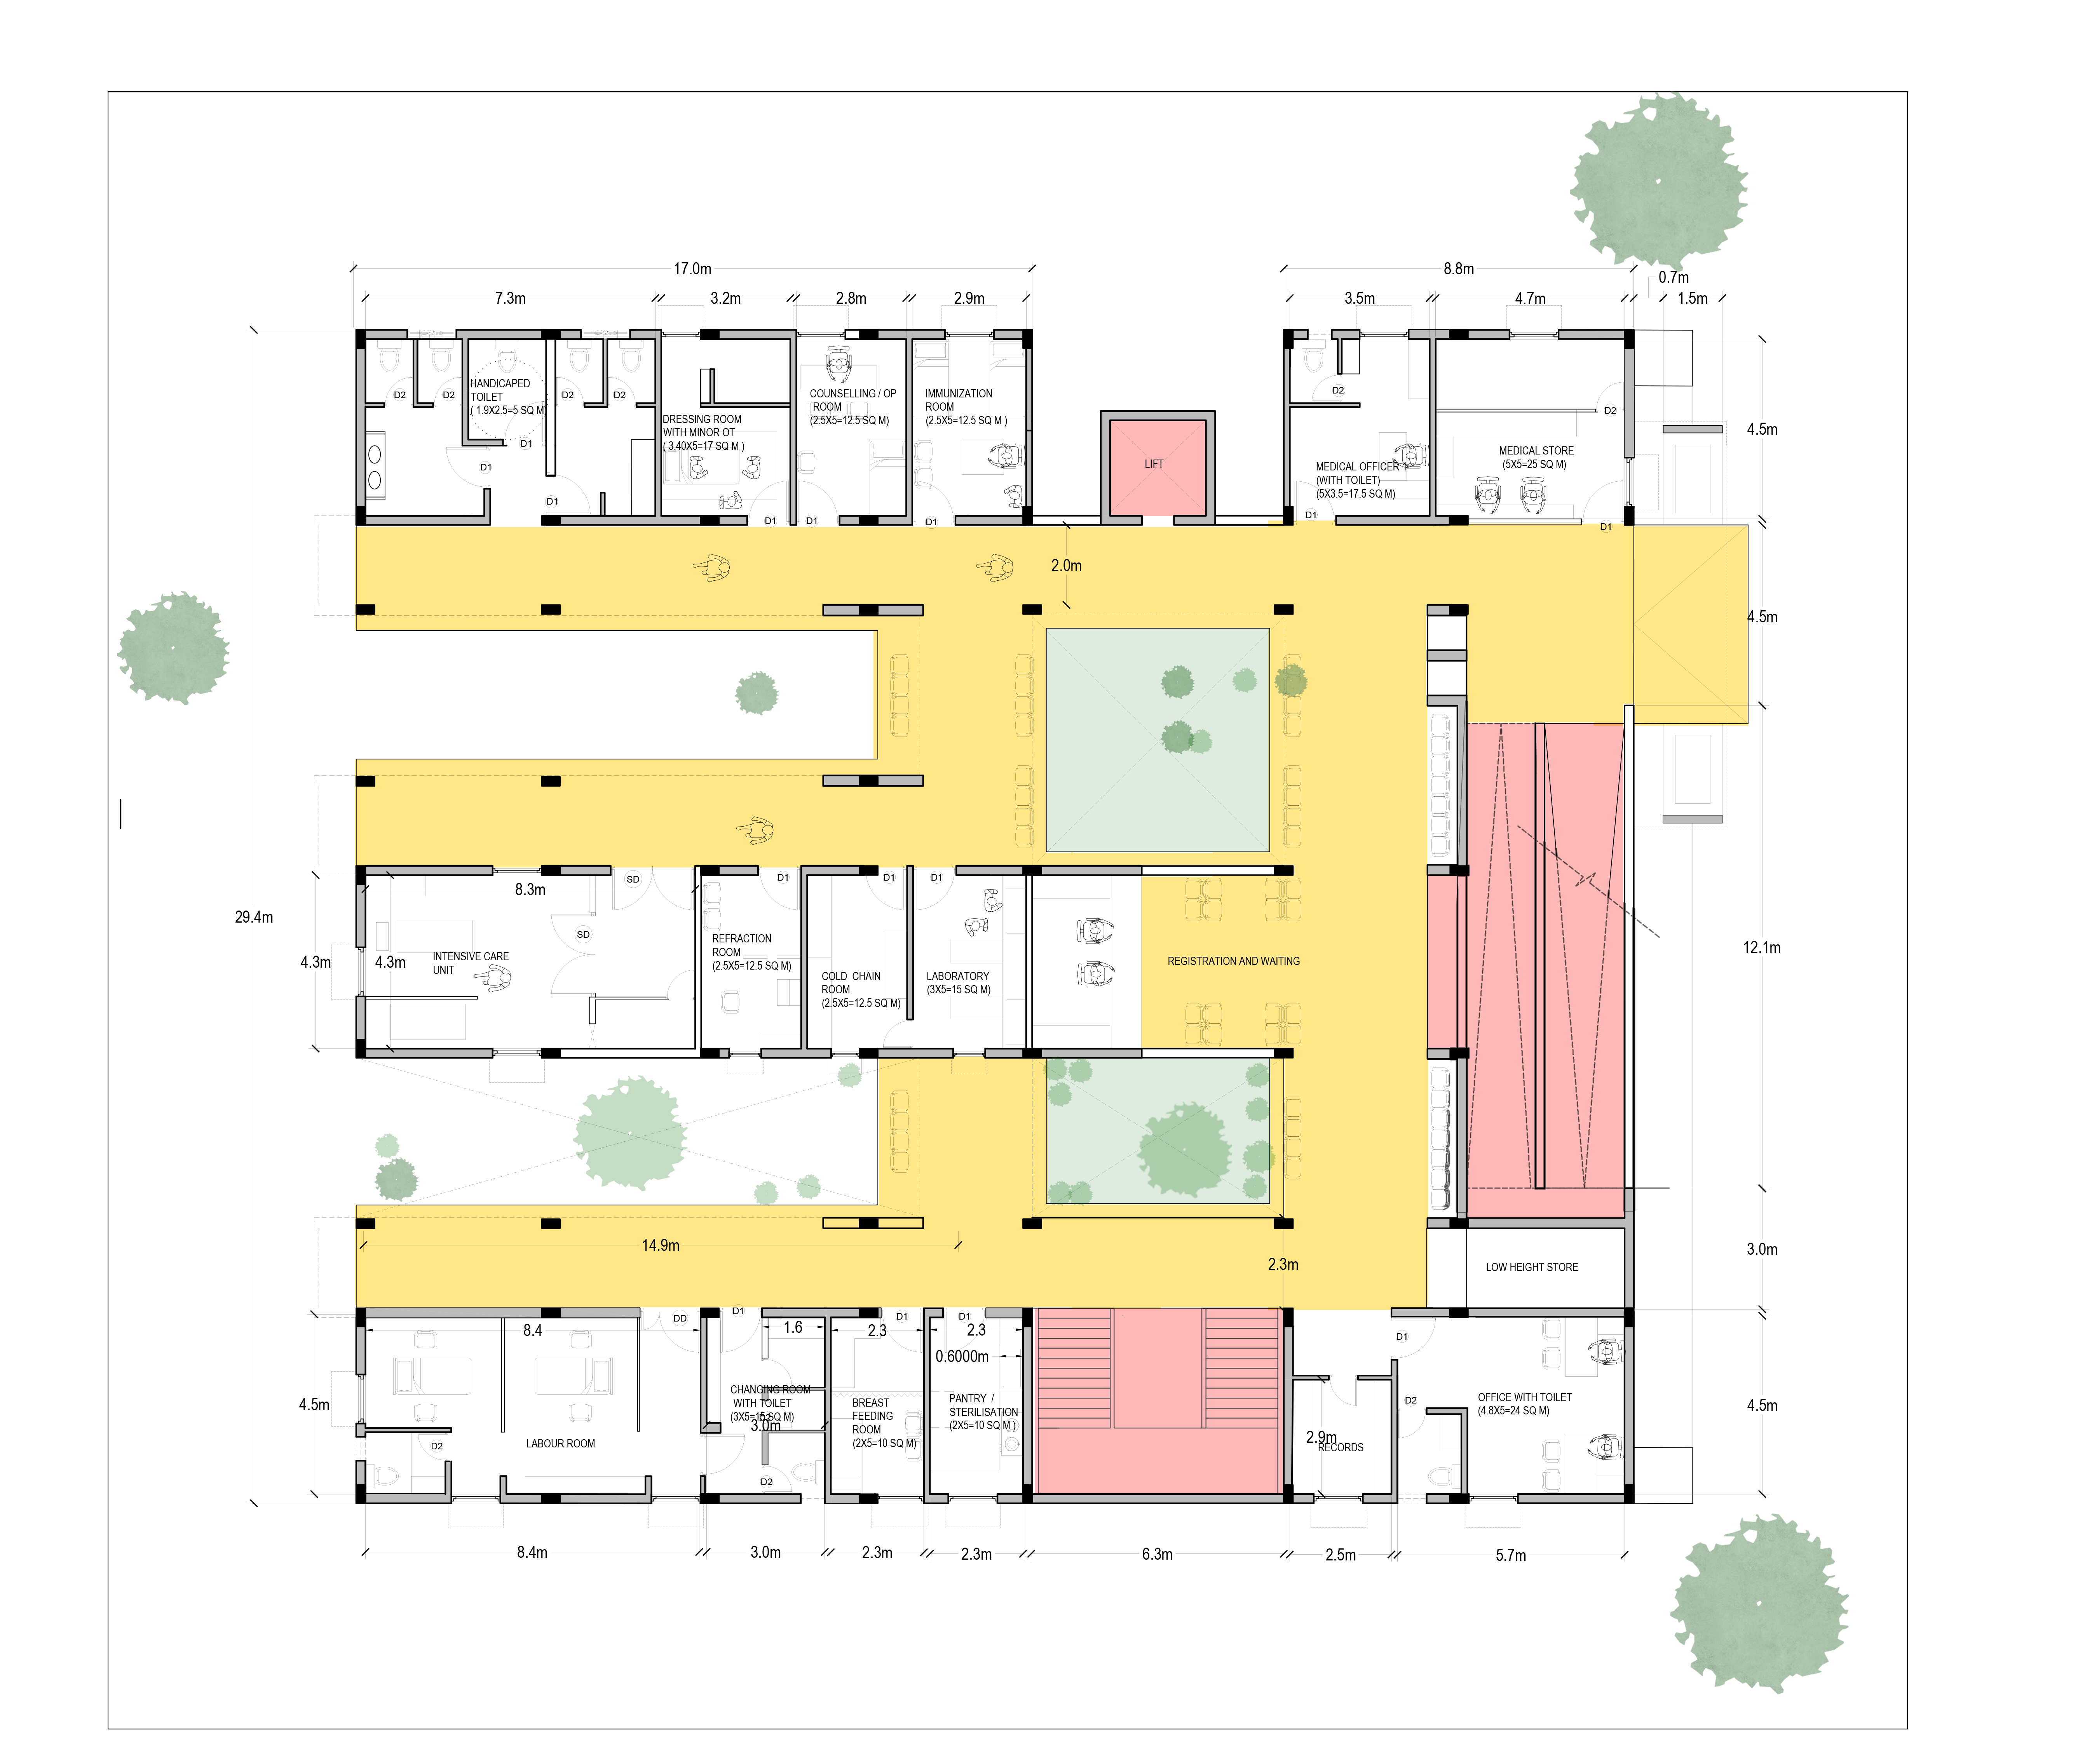 17.0m
8.8m
0.7m
7.3m
3.2m
2.8m
2.9m
3.5m
4.7m
1.5m
HANDICAPED
TOILET
( 1.9X2.5=5 SQ M)
D2
D2
D2
D2
D1
D1
D1
DRESSING ROOM
WITH MINOR OT
( 3.40X5=17 SQ M )
D1
COUNSELLING / OP
ROOM
(2.5X5=12.5 SQ M)
D1
IMMUNIZATION
ROOM
(2.5X5=12.5 SQ M )
D1
LIFT
D2
MEDICAL OFFICER 1
(WITH TOILET)
(5X3.5=17.5 SQ M)
D1
D2
MEDICAL STORE
(5X5=25 SQ M)
D1
4.5m
2.0m
4.5m
29.4m
8.3m
SD
SD
4.3m
4.3m
INTENSIVE CARE
UNIT
D1
REFRACTION
ROOM
(2.5X5=12.5 SQ M)
D1
COLD CHAIN
ROOM
(2.5X5=12.5 SQ M)
D1
LABORATORY
(3X5=15 SQ M)
REGISTRATION AND WAITING
12.1m
14.9m
2.3m
LOW HEIGHT STORE
3.0m
8.4
DD
D1
1.6
D1
2.3
D1
2.3
0.6000m
4.5m
D2
LABOUR ROOM
CHANGING ROOM
WITH TOILET
(3X5=15 SQ M)
D2
3.0m
D2
BREAST
FEEDING
ROOM
(2X5=10 SQ M)
PANTRY /
STERILISATION
(2X5=10 SQ M )
2.9m
RECORDS
D1
D2
OFFICE WITH TOILET
(4.8X5=24 SQ M)
4.5m
8.4m
3.0m
2.3m
2.3m
6.3m
2.5m
5.7m